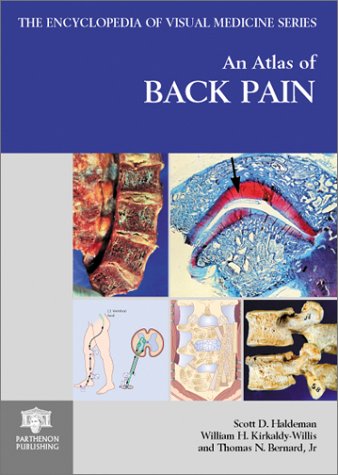 THE ENCYCLOPEDIA OF VISUAL MEDICINE SERIES
An Atlas of
BACK PAIN
Scott D. Haldeman
William H. Kirkaldy-Willis
and Thomas N. Bernard, Jr
PARTHENON
PUBLISHING